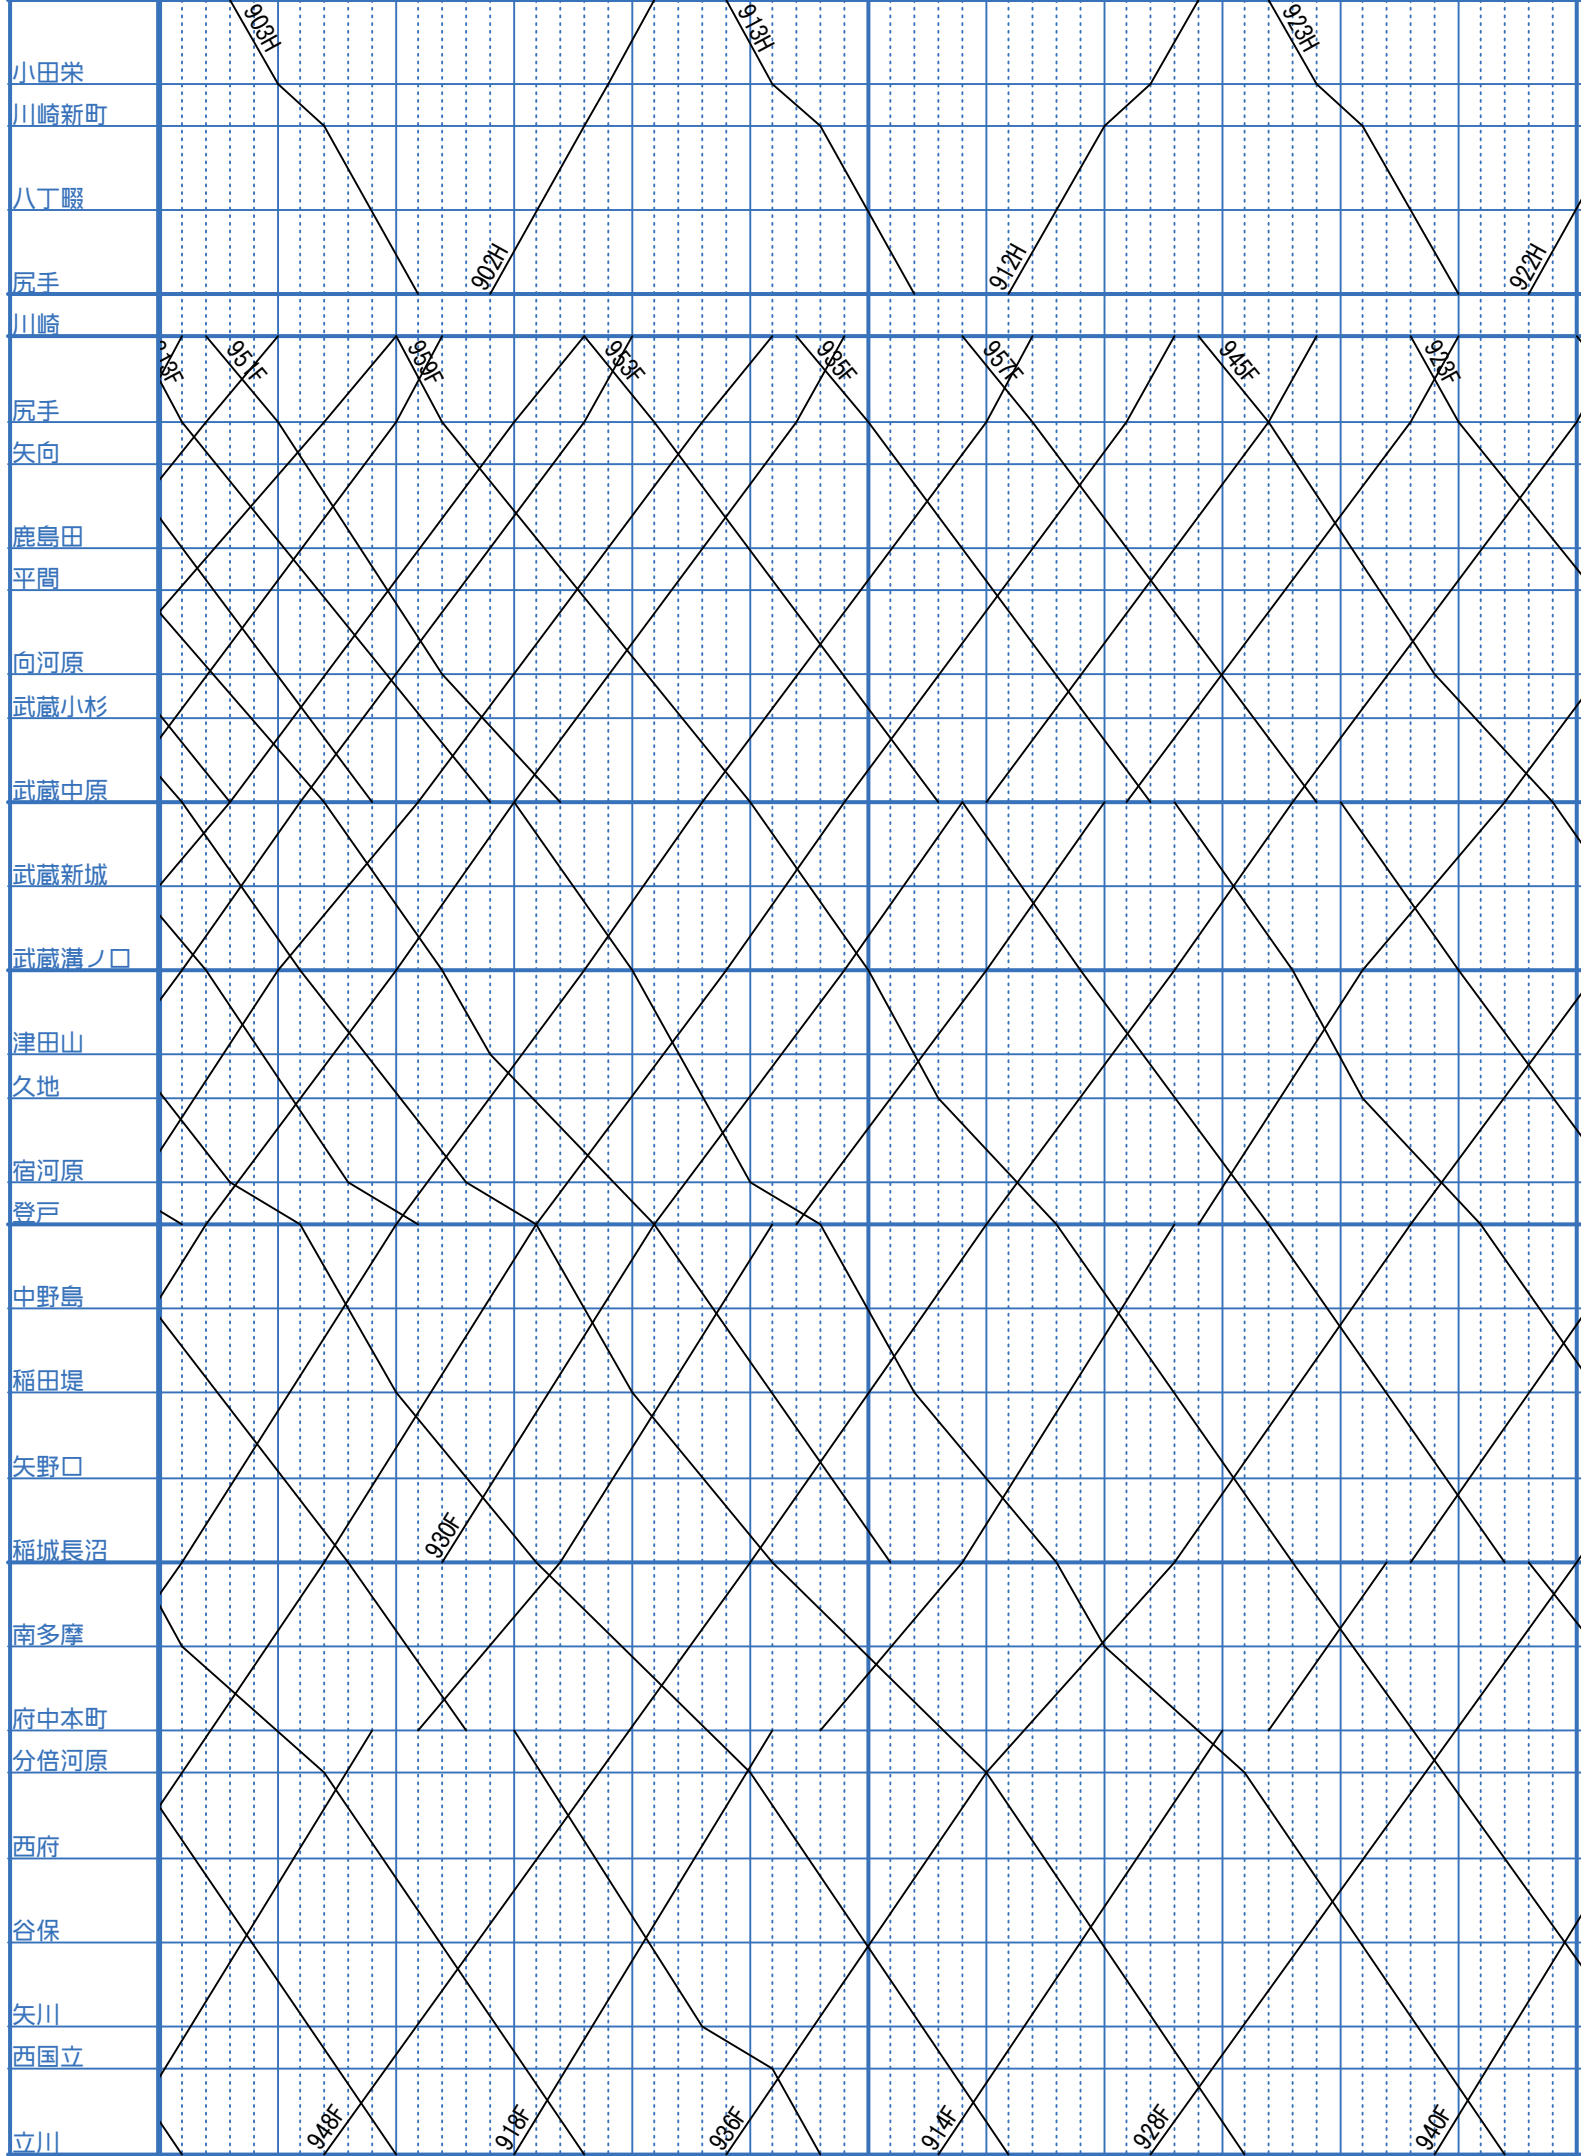 903H
913H
923H
小田栄
川崎新町
八丁畷
902H
912H
922H
尻手
川崎
951F
959F
953F
935F
957F
945F
923F
尻手
矢向
鹿島田
平間
向河原
武蔵小杉
武蔵中原
武蔵新城
武蔵溝ノ口
津田山
久地
宿河原
登戸
中野島
稲田堤
矢野口
930F
稲城長沼
南多摩
府中本町
分倍河原
西府
谷保
矢川
西国立
948F
918F
936F
914F
928F
940F
立川